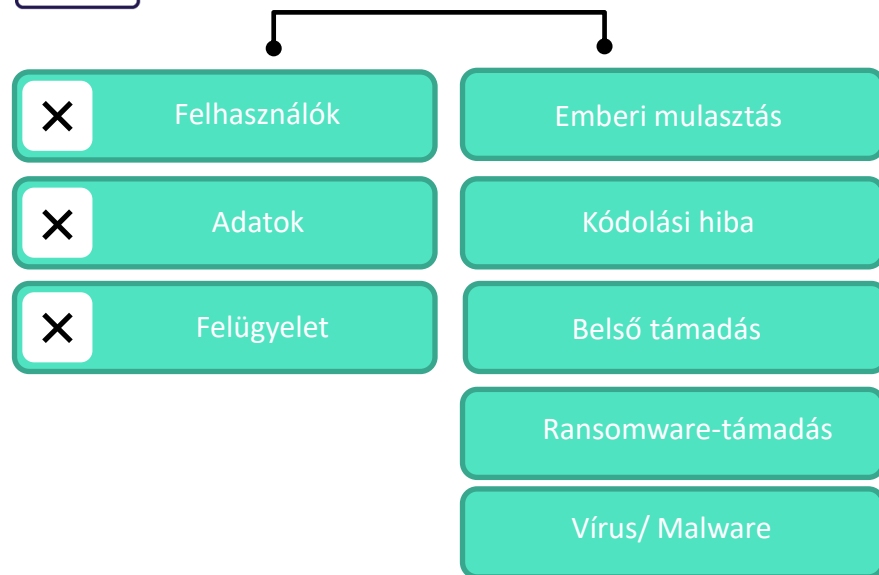 Felhasználók
Adatok
Felügyelet
Emberi mulasztás
Kódolási hiba
Belső támadás
Ransomware-támadás
Vírus/ Malware